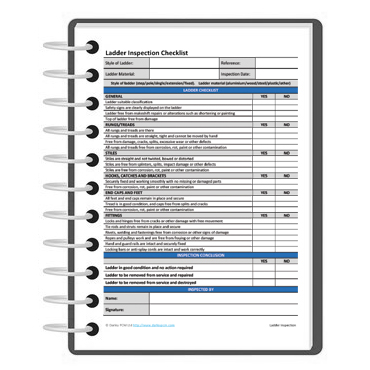 Ladder Inspection Checklist
Style of Ladder: Reference:
Ladder Material: Inspection Date:
Style of ladder (step/pole/single/extension/fixed), Ladder material (aluminium/wood/steel/plastic/other)
LADDER CHECKLIST
GENERAL YES NO
Ladder suitable classification
Safety signs are clearly displayed on the ladder
Ladder free from makeshift repairs or alterations such as shortening or painting
Top of ladder free from damage
RUNGS/TREADS YES NO
All rungs and treads are there
All rungs and treads are straight, tight and cannot be moved by hand
Free from damage, cracks, splits, excessive wear or other defects
All rungs and treads free from corrosion, rot, paint or other contamination
STILES YES NO
Stiles are straight and not twisted, bowed or distorted
Stiles are free from splinters, splits, impact damage or other defects
Stiles are free from corrosion, rot, paint or other contamination
HOOKS, CATCHES AND BRACKETS YES NO
Securely fixed and working smoothly with no missing or damaged parts
Free from corrosion, rot, paint or other contamination
END CAPS AND FEET YES NO
All feet and end caps remain in place and secure
Tread is in good condition, and caps free from splits and cracks
Free from corrosion, rot, paint or other contamination
FITTINGS YES NO
Locks and hinges free from cracks or other damage with free movement
Tie rods and struts remain in place and secure
Rivets, welding and fastenings free from corrosion or other signs of damage
Ropes and pulleys work and are free from fraying or other damage
Hand and guard rails are intact and securely fixed
Locking bars or anti-splay cords are intact and work correctly
INSPECTION CONCLUSION
YES NO
Ladder in good condition and no action required
Ladder to be removed from service and repaired
Ladder to be removed from service and destroyed
INSPECTED BY
Name:
Signature:
Ladder Inspection